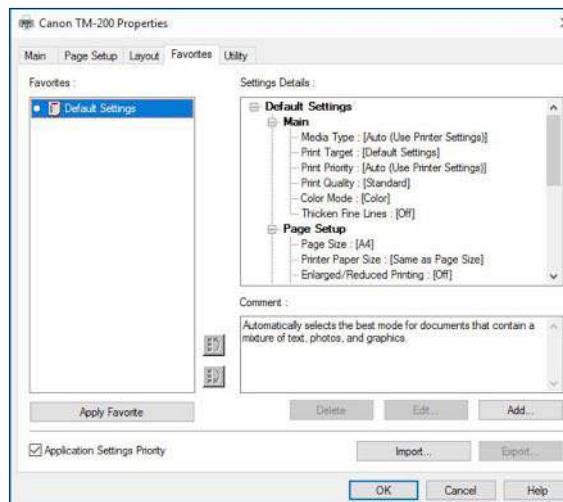 Canon TM-200 Properties
Main Page Setup Layout Favorites Utility
Favorites :
Default Settings
Settings Details :
Default Settings
Main
Media Type : [Auto (Use Printer Settings)]
Print Target : [Default Settings]
Print Priority : [Auto (Use Printer Settings)]
Print Quality : [Standard]
Color Mode : [Color]
Thicken Fine Lines : [Off]
Page Setup
Page Size : [A4]
Printer Paper Size : [Same as Page Size]
Enlarged/Reduced Printing : [Off]
Comment :
Automatically selects the best mode for documents that contain a
mixture of text, photos, and graphics.
Apply Favorite
Delete Edit... Add...
Application Settings Priority
Import... Export...
OK Cancel Help